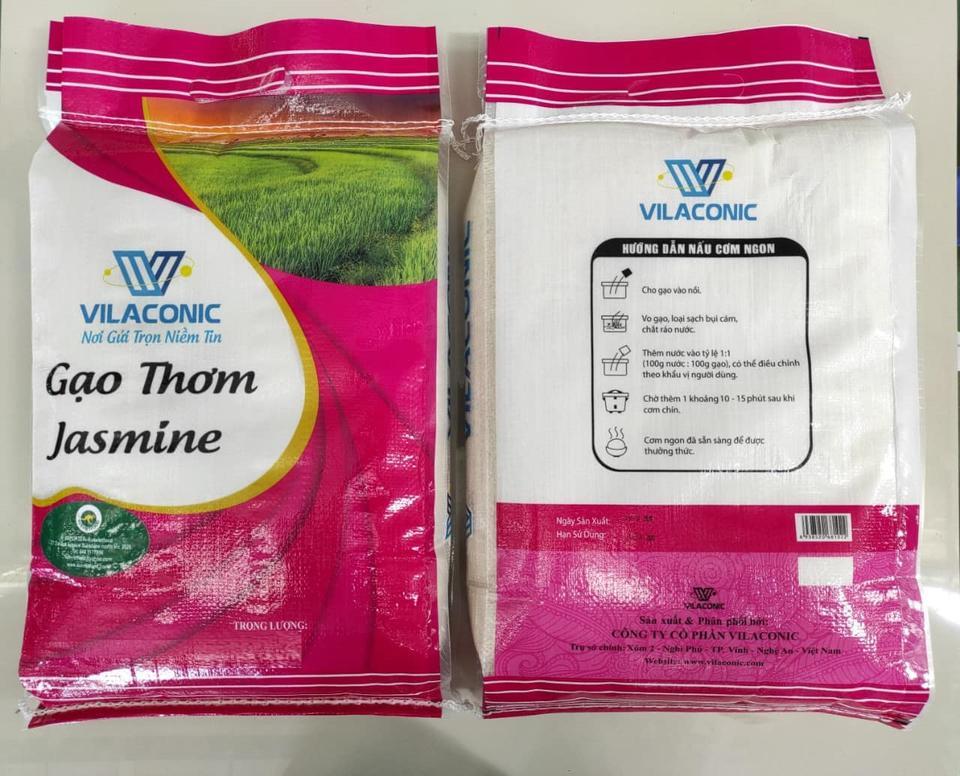 VILACONIC
Nơi Gửi Trọn Niềm Tin
Gạo Thơm
Jasmine
TRỌNG LƯỢNG:
VILACONIC
VILACONIC
HƯỚNG DẪN NẤU CƠM NGON
Cho gạo vào nồi.
Vo gạo, loại sạch bụi cám,
chắt ráo nước.
Thêm nước vào tỷ lệ 1:1
(100g nước : 100g gạo), có thể điều chỉnh
theo khẩu vị người dùng.
Chờ thêm 1 khoảng 10 - 15 phút sau khi
cơm chín.
Cơm ngon đã sẵn sàng để được
thưởng thức.
Ngày Sản Xuất:
Hạn Sử Dụng:
VILACONIC
Sản xuất & Phân phối bởi:
CÔNG TY CỔ PHẦN VILACONIC
Trụ sở chính: Xóm 2 - Nghi Phú - TP. Vinh - Nghệ An - Việt Nam
Website: www.vilaconic.com